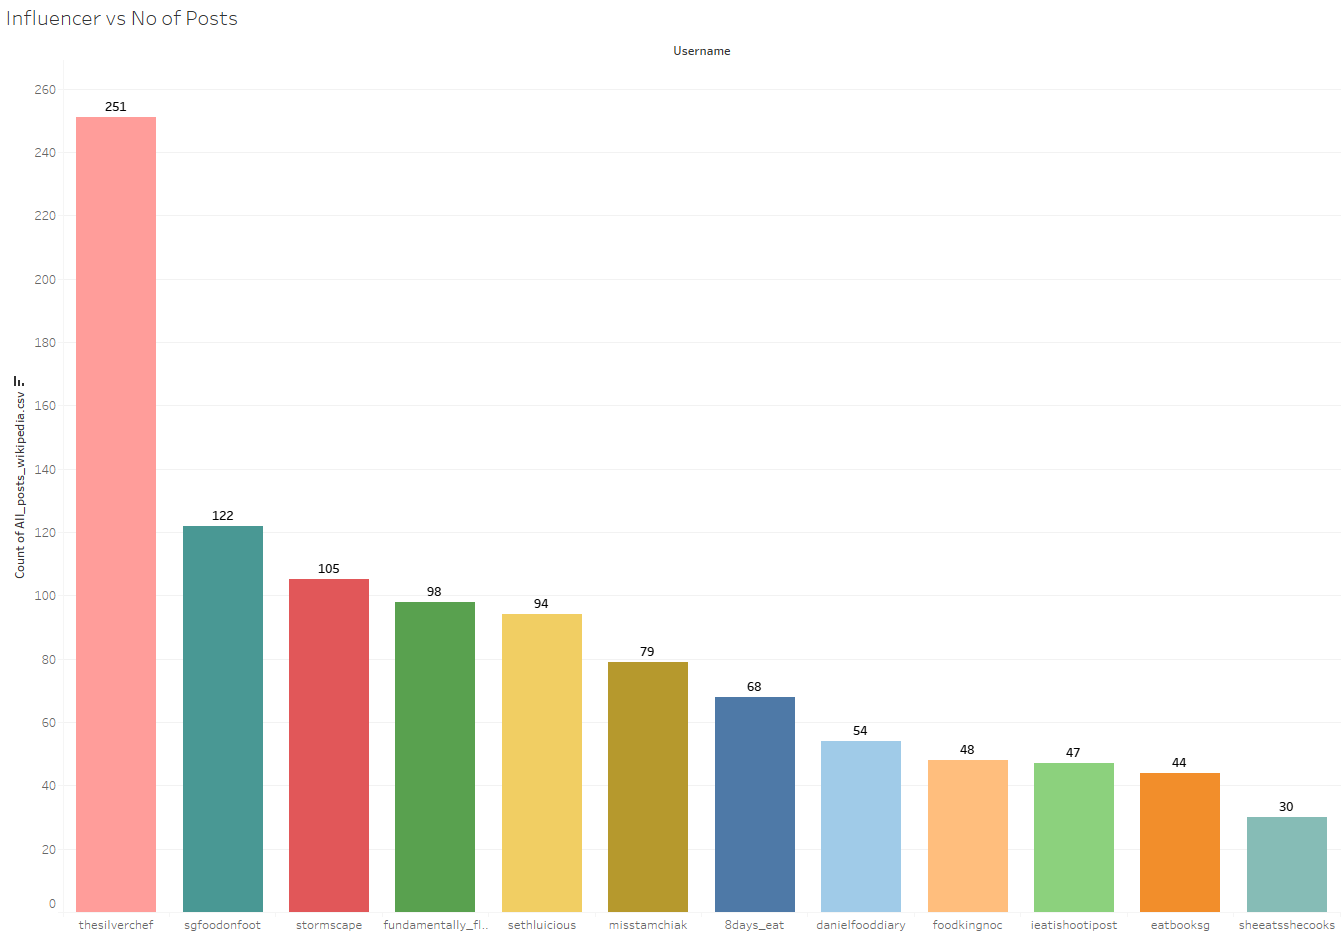 Influencer vs No of Posts
Username
Count of All_posts_wikipedia.csv
260
240
220
200
180
160
140
120
100
80
60
40
20
0
251
122
105
98
94
79
68
54
48
47
44
30
thesilverchef
sgfoodonfoot
stormscape
fundamentally_fl..
sethluicious
misstamchiak
8days_eat
danielfooddiary
foodkingnoc
ieatishootipost
eatbooksg
sheeatsshecooks